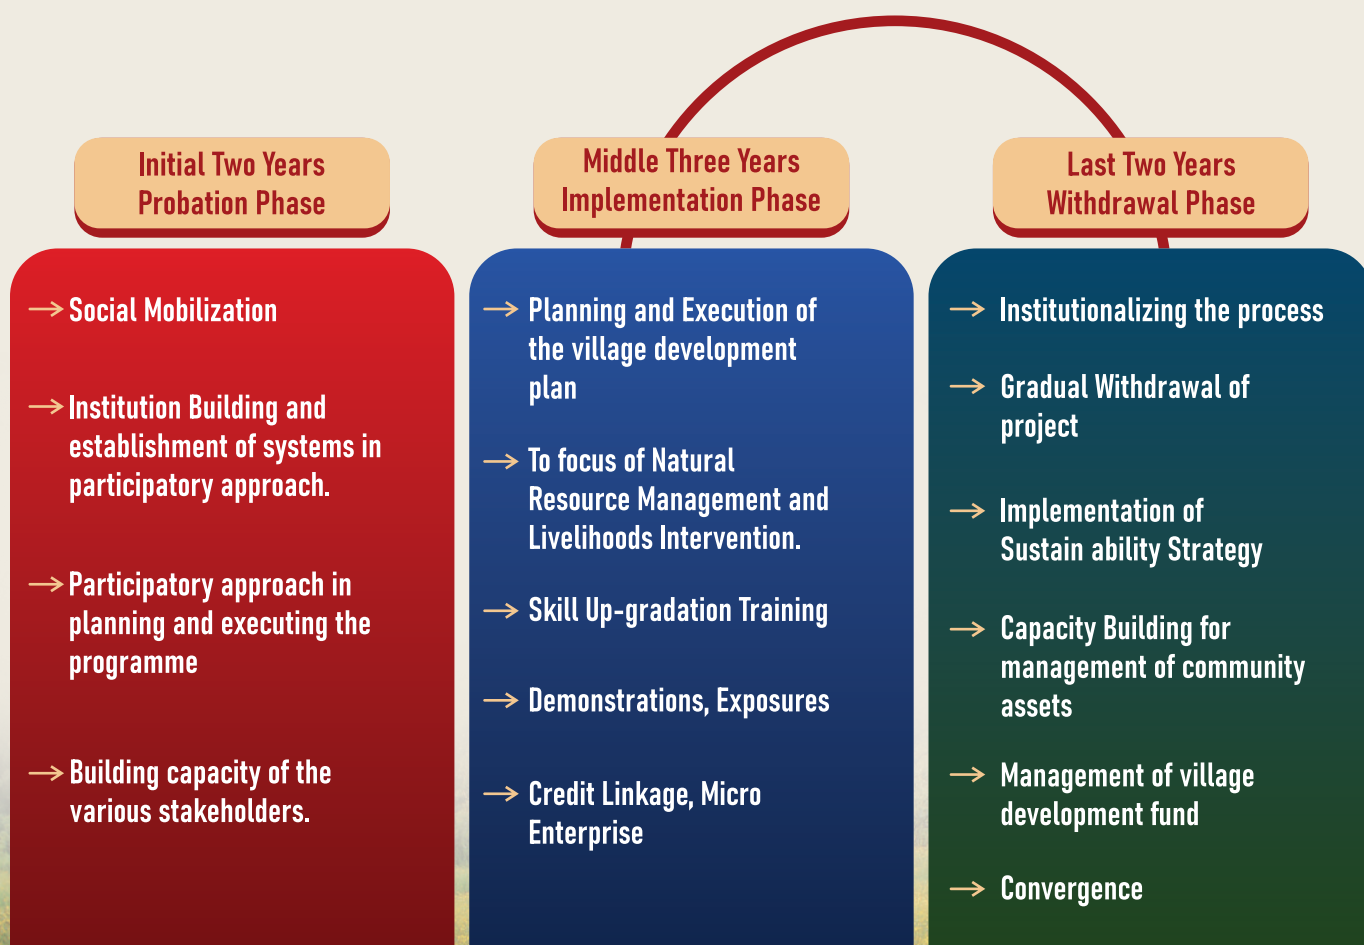 Initial Two Years
Probation Phase
→ Social Mobilization
→ Institution Building and
establishment of systems in
participatory approach.
→ Participatory approach in
planning and executing the
programme
→ Building capacity of the
various stakeholders.
Middle Three Years
Implementation Phase
→ Planning and Execution of
the village development
plan
→ To focus of Natural
Resource Management and
Livelihoods Intervention.
→ Skill Up-gradation Training
→ Demonstrations, Exposures
→ Credit Linkage, Micro
Enterprise
Last Two Years
Withdrawal Phase
→ Institutionalizing the process
→ Gradual Withdrawal of
project
→ Implementation of
Sustain ability Strategy
→ Capacity Building for
management of community
assets
→ Management of village
development fund
→ Convergence